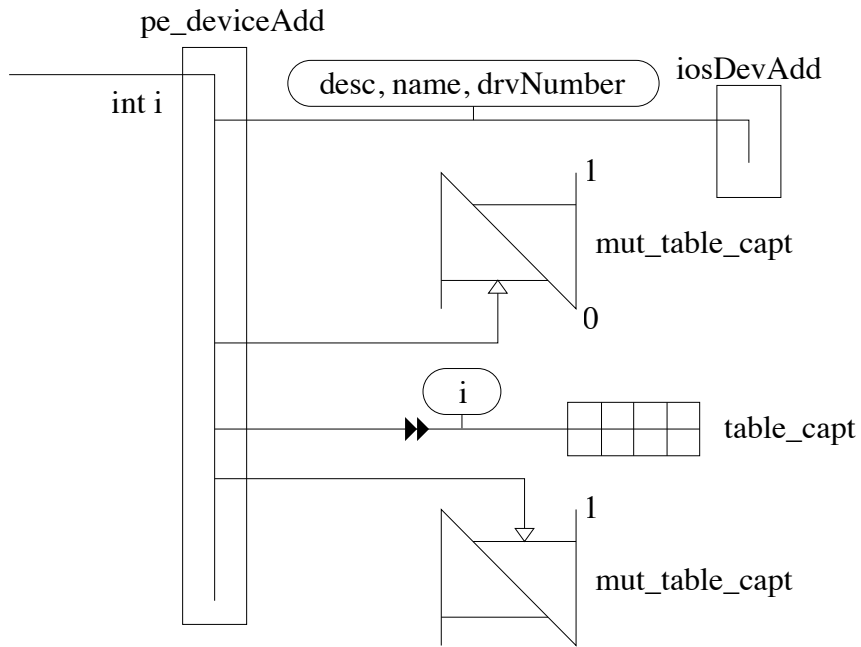 pe_deviceAdd
desc, name, drvNumber
iosDevAdd
int i
1
mut_table_capt
0
i
table_capt
1
mut_table_capt